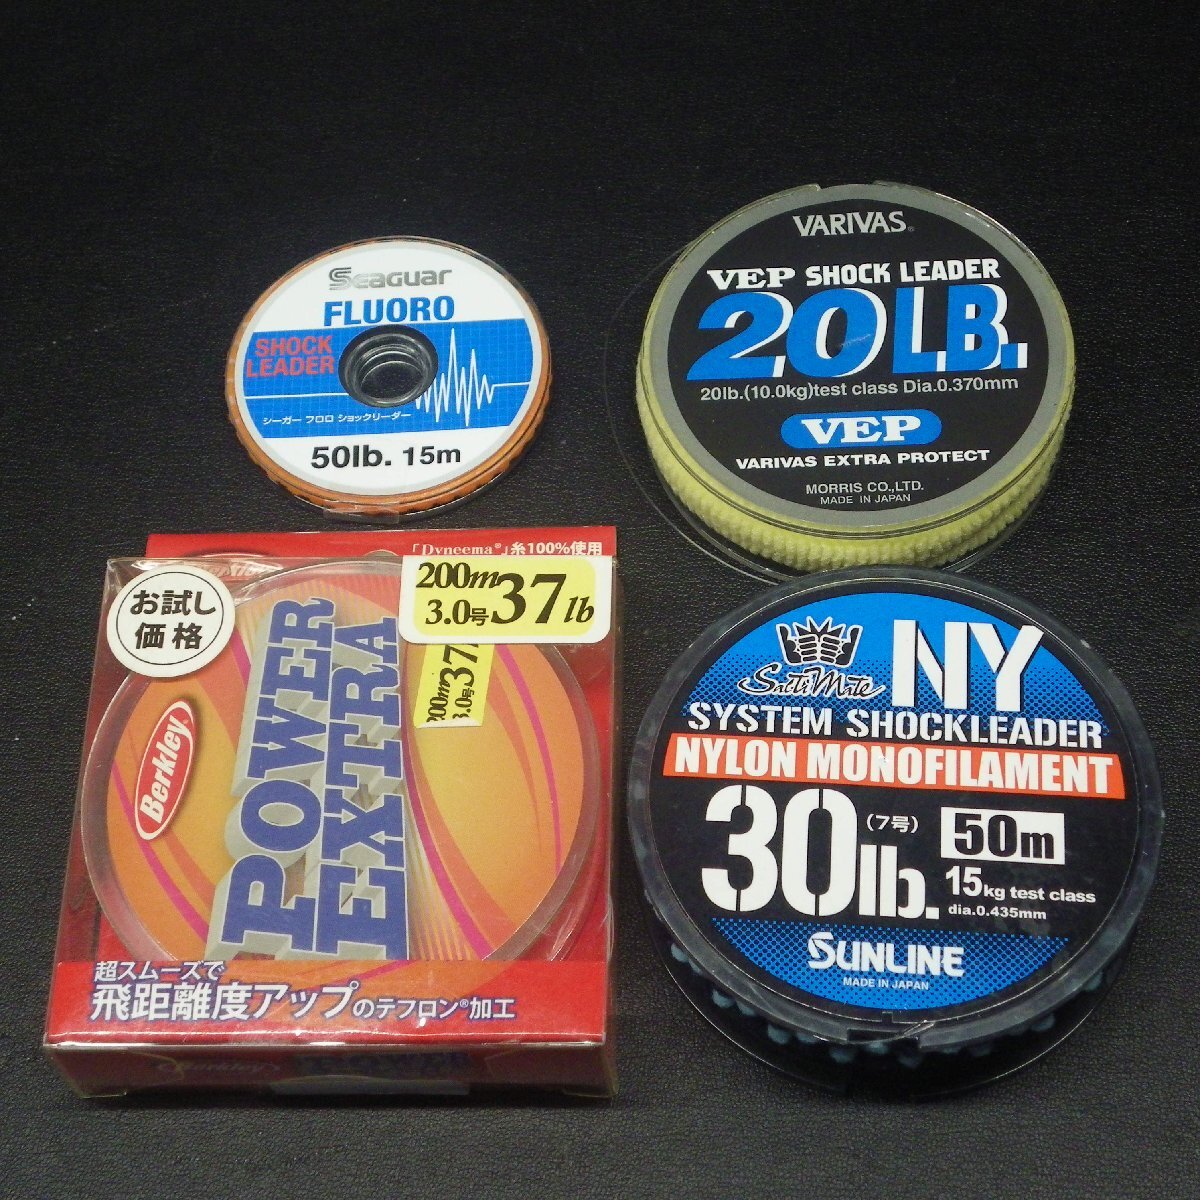 Seaguar
FLUORO
SHOCK
LEADER
シーガー フロロ ショックリーダー
50lb. 15m
VARIVAS®
VEP SHOCK LEADER
20LB.
20lb.(10.0kg)test class Dia.0.370mm
VEP
VARIVAS EXTRA PROTECT
MORRIS CO.,LTD.
MADE IN JAPAN
「Dyneema®」糸100%使用
お試し
価格
200m
3.0号37lb
200m37
3.0号
Berkley
POWER
EXTRA
超スムーズで
飛距離度アップのテフロン®加工
SaltiMate
NY
SYSTEM SHOCKLEADER
NYLON MONOFILAMENT
30lb.
(7号)
50m
15kg test class
dia.0.435mm
SUNLINE
MADE IN JAPAN